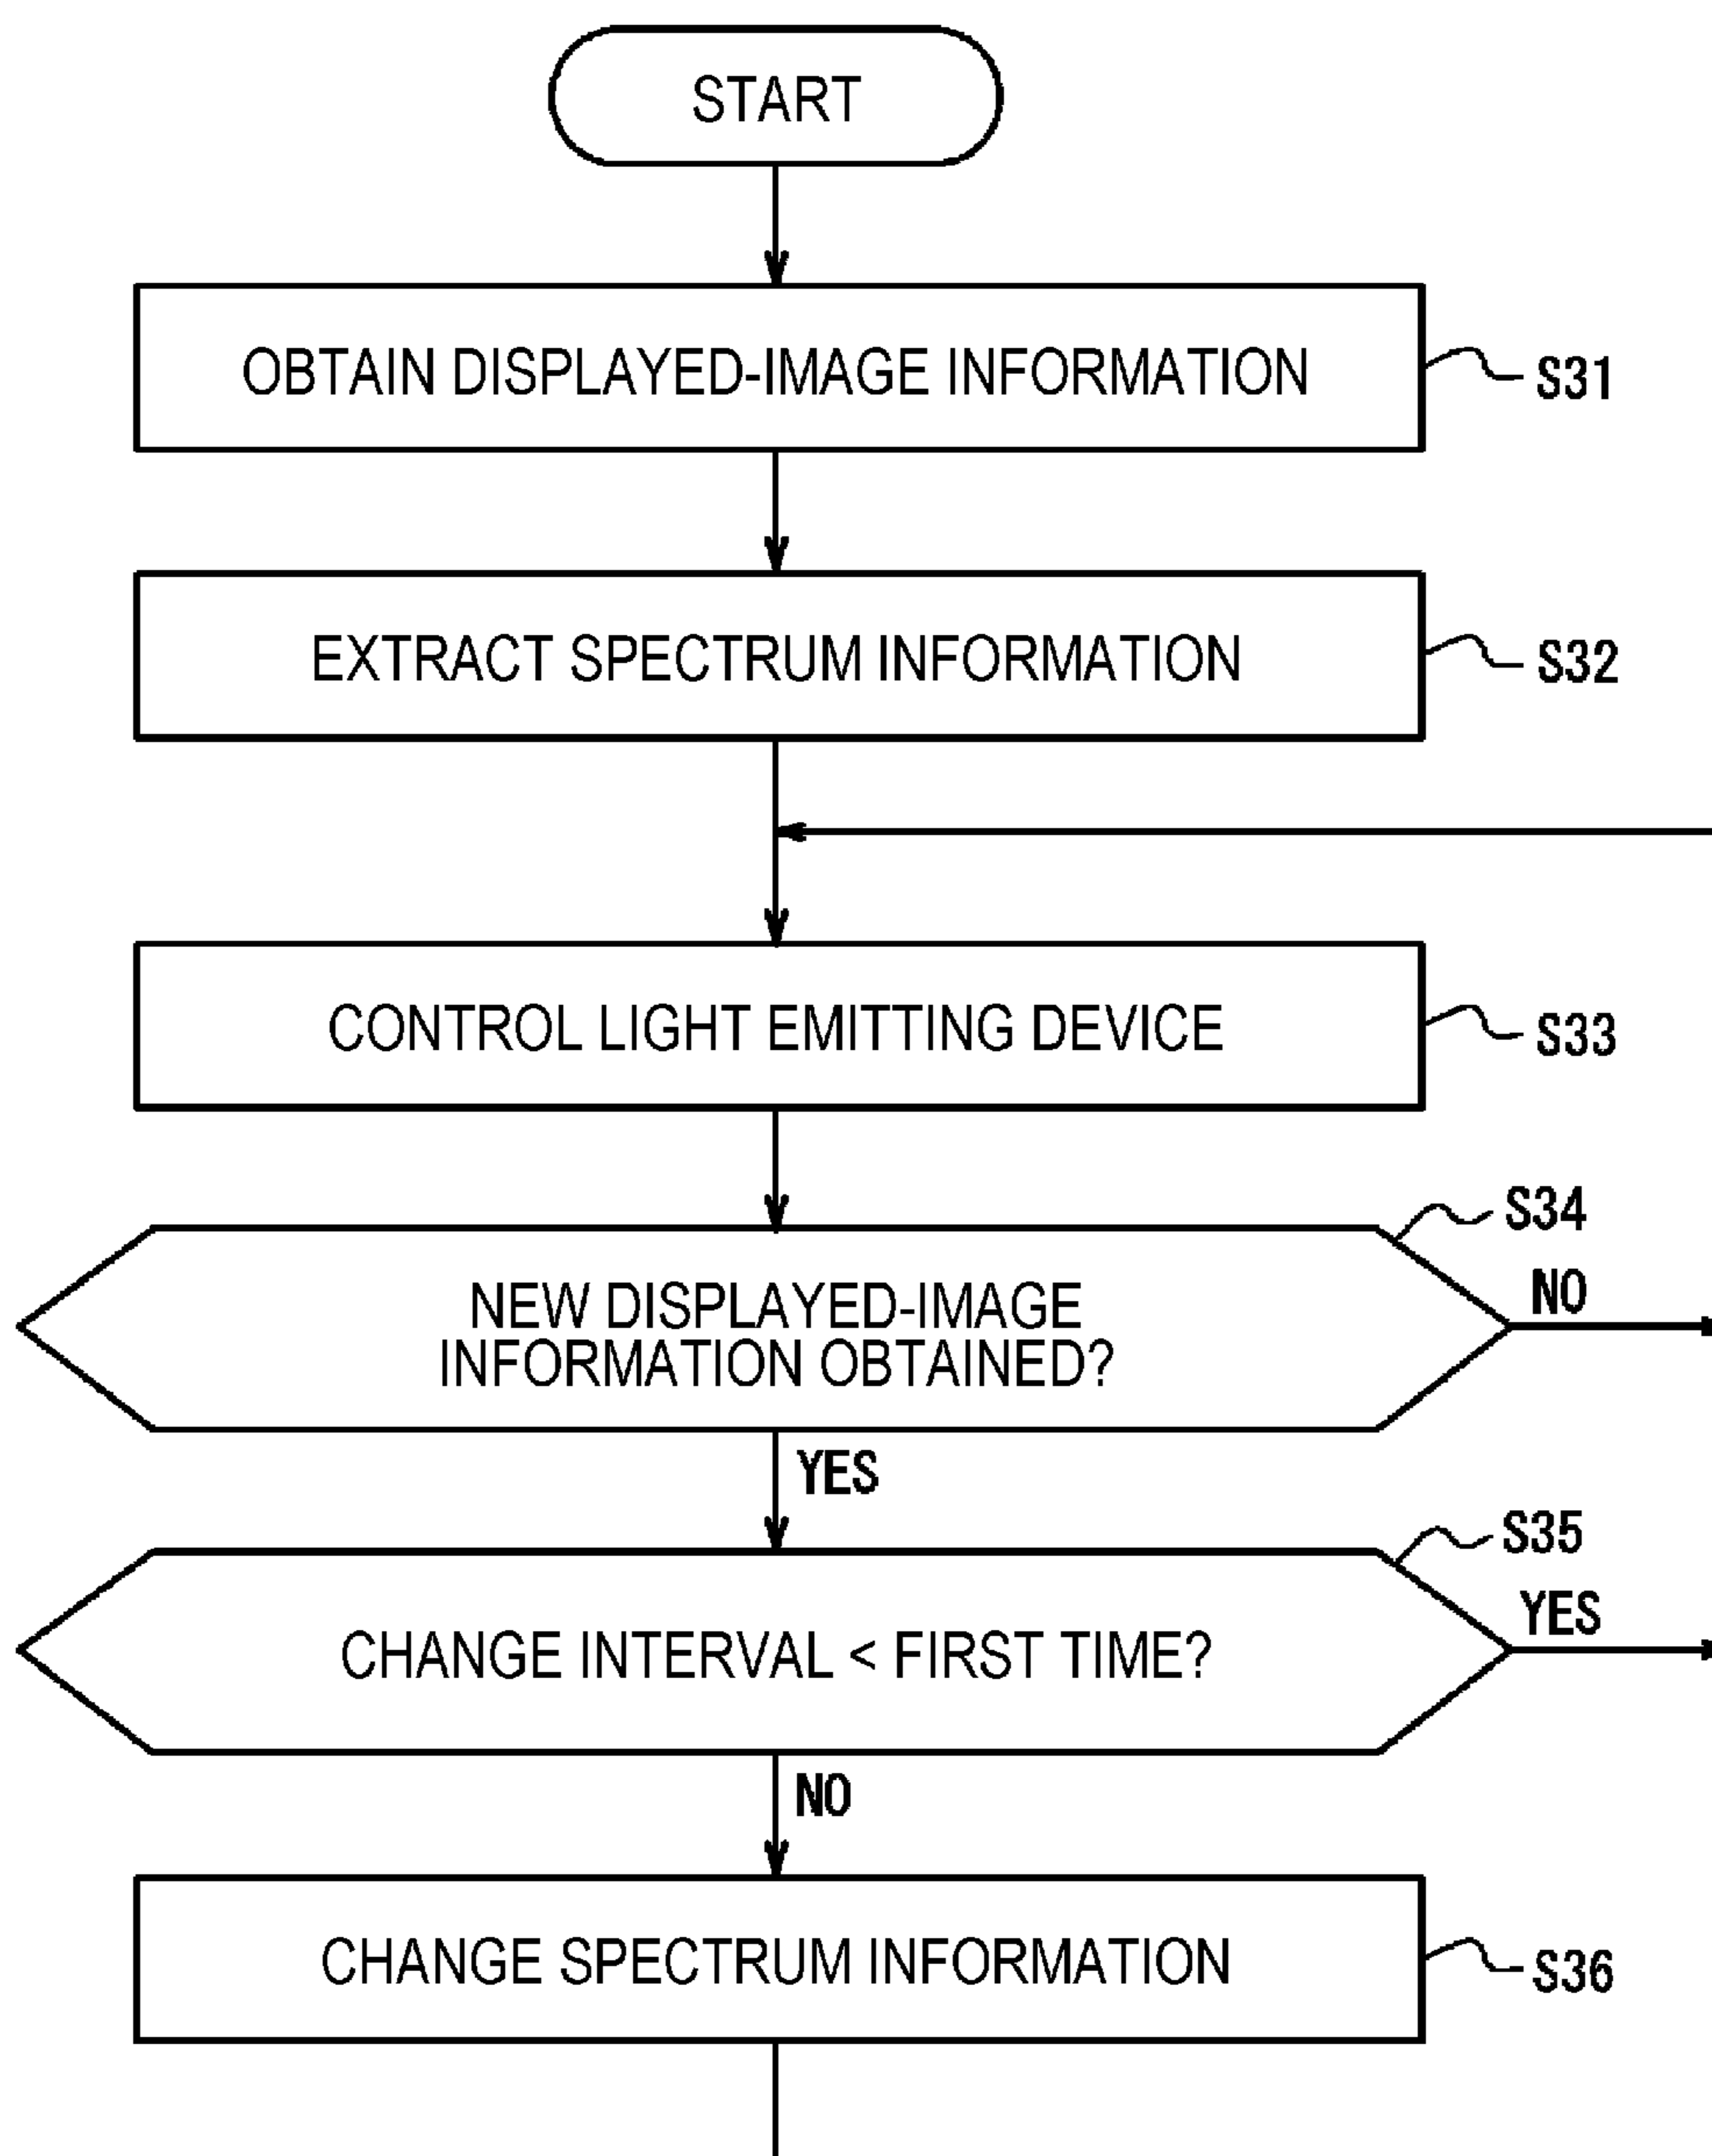 START
OBTAIN DISPLAYED-IMAGE INFORMATION
S31
EXTRACT SPECTRUM INFORMATION
S32
CONTROL LIGHT EMITTING DEVICE
S33
S34
NEW DISPLAYED-IMAGE
INFORMATION OBTAINED?
NO
YES
S35
CHANGE INTERVAL < FIRST TIME?
YES
NO
CHANGE SPECTRUM INFORMATION
S36